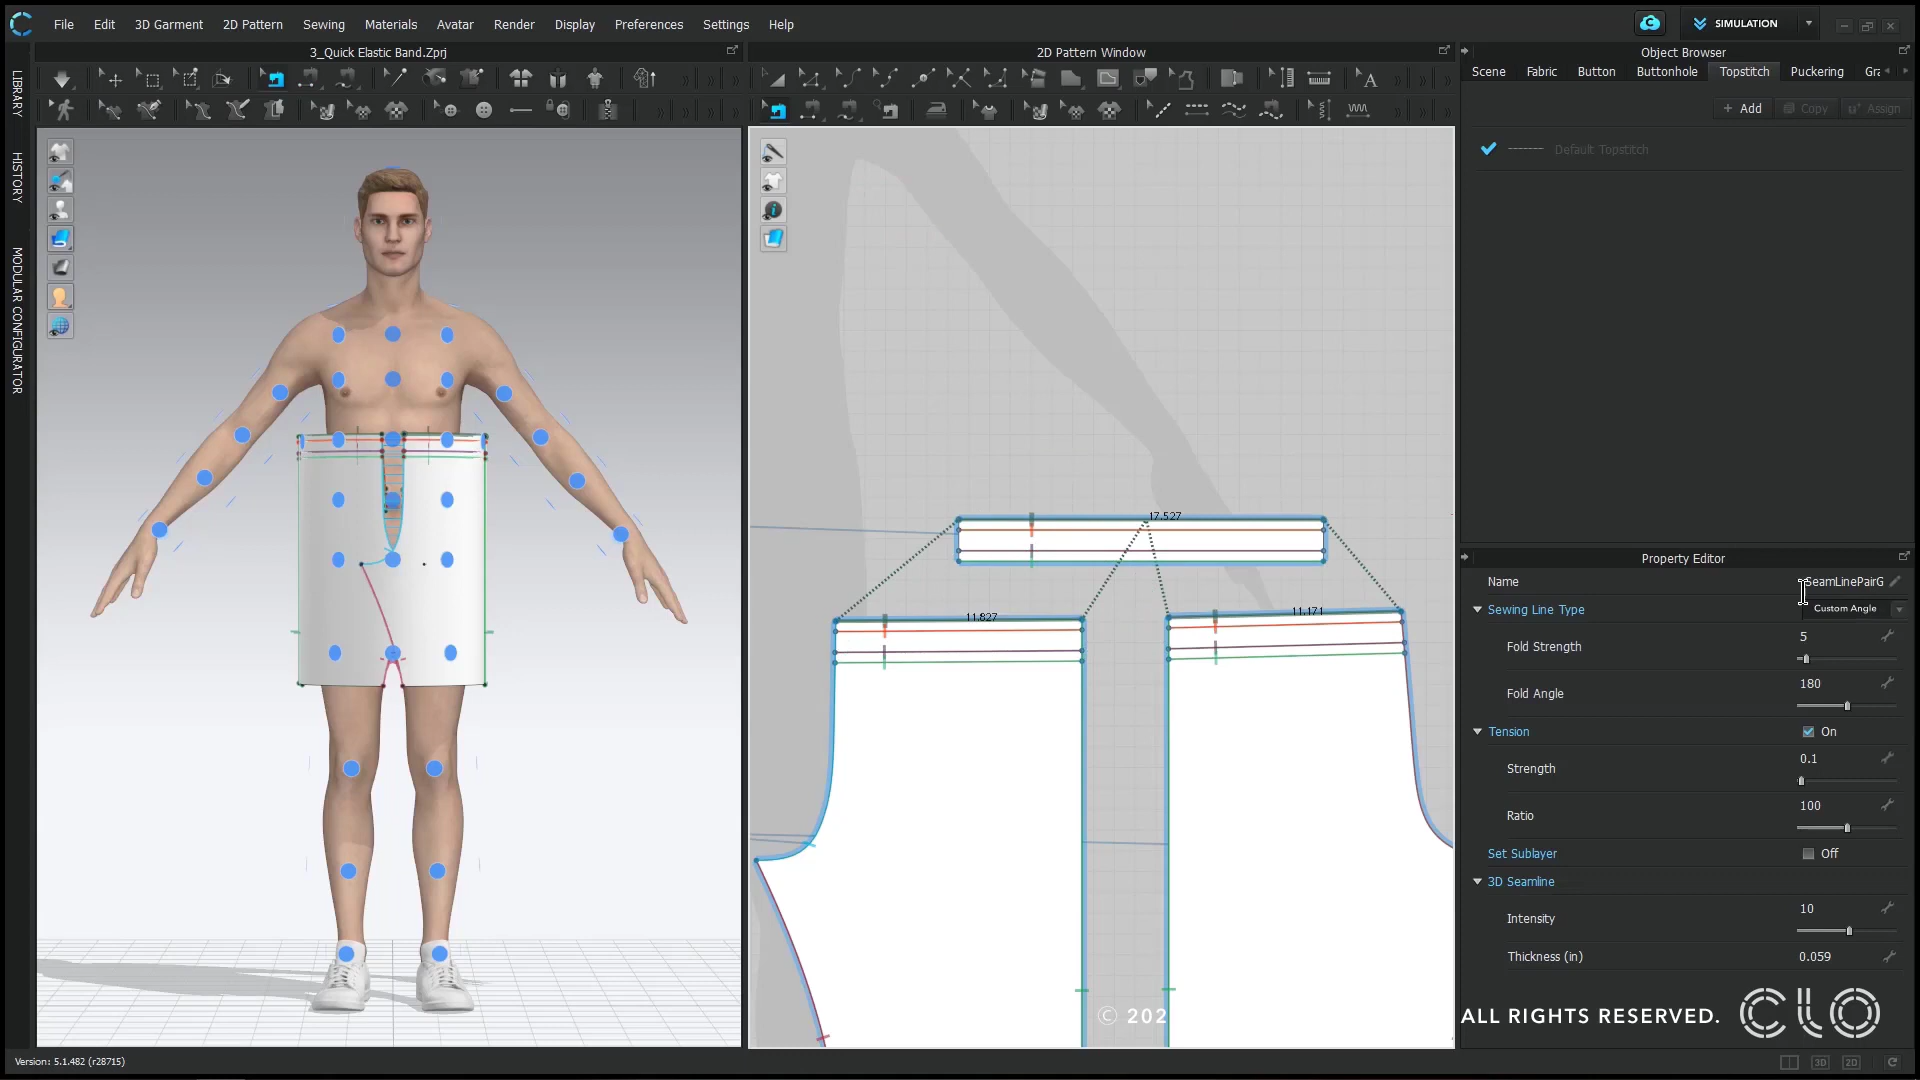 File Edit 3D Garment 2D Pattern Sewing Materials Avatar Render Display Preferences Settings Help
SIMULATION
3_Quick Elastic Band.Zprj
2D Pattern Window
Object Browser
Scene Fabric Button Buttonhole Topstitch Puckering Gr
+ Add Copy Assign
Default Topstitch
LIBRARY
HISTORY
MODULAR CONFIGURATOR
17.527
11.827
11.171
Property Editor
Name SeamLinePairG
Sewing Line Type Custom Angle
Fold Strength 5
Fold Angle 180
Tension On
Strength 0.1
Ratio 100
Set Sublayer Off
3D Seamline
Intensity 10
Thickness (in) 0.059
© 202
ALL RIGHTS RESERVED. CLO
Version: 5.1.482 (r28715)
3D 2D